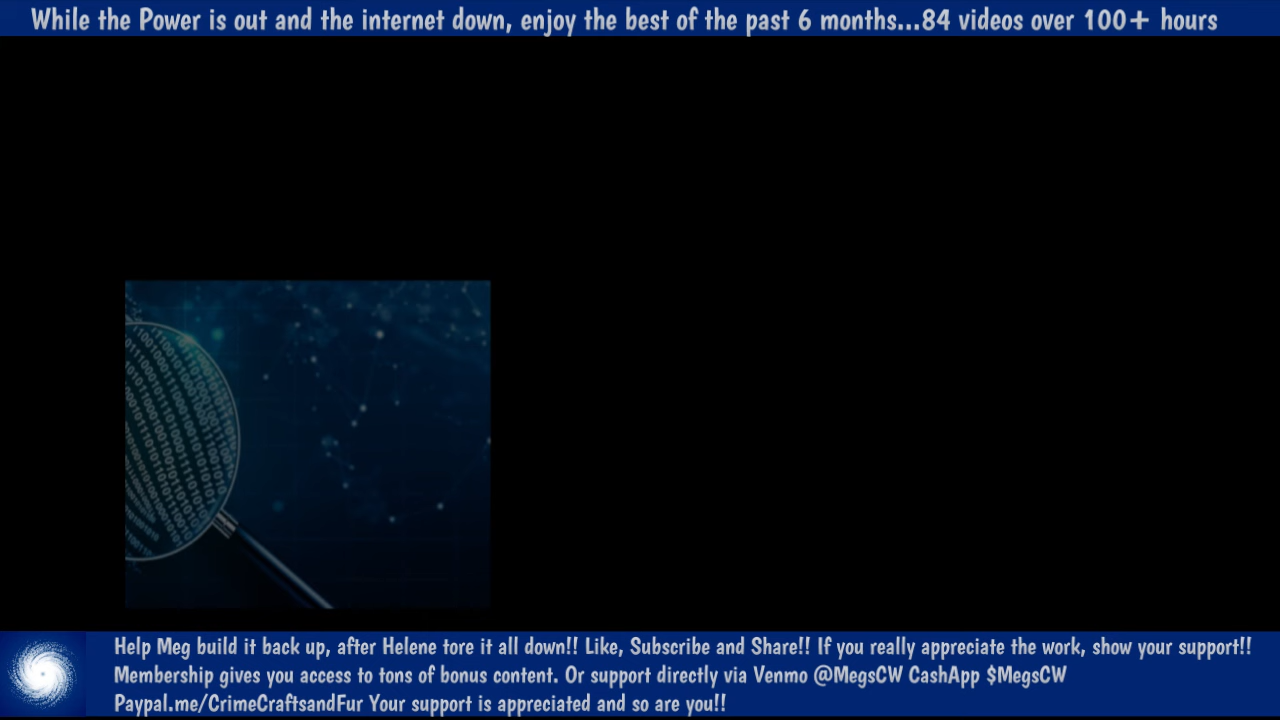 While the Power is out and the internet down, enjoy the best of the past 6 months...84 videos over 100+ hours
Help Meg build it back up, after Helene tore it all down!! Like, Subscribe and Share!! If you really appreciate the work, show your support!!
Membership gives you access to tons of bonus content. Or support directly via Venmo @MegsCW CashApp $MegsCW
Paypal.me/CrimeCraftsandFur Your support is appreciated and so are you!!